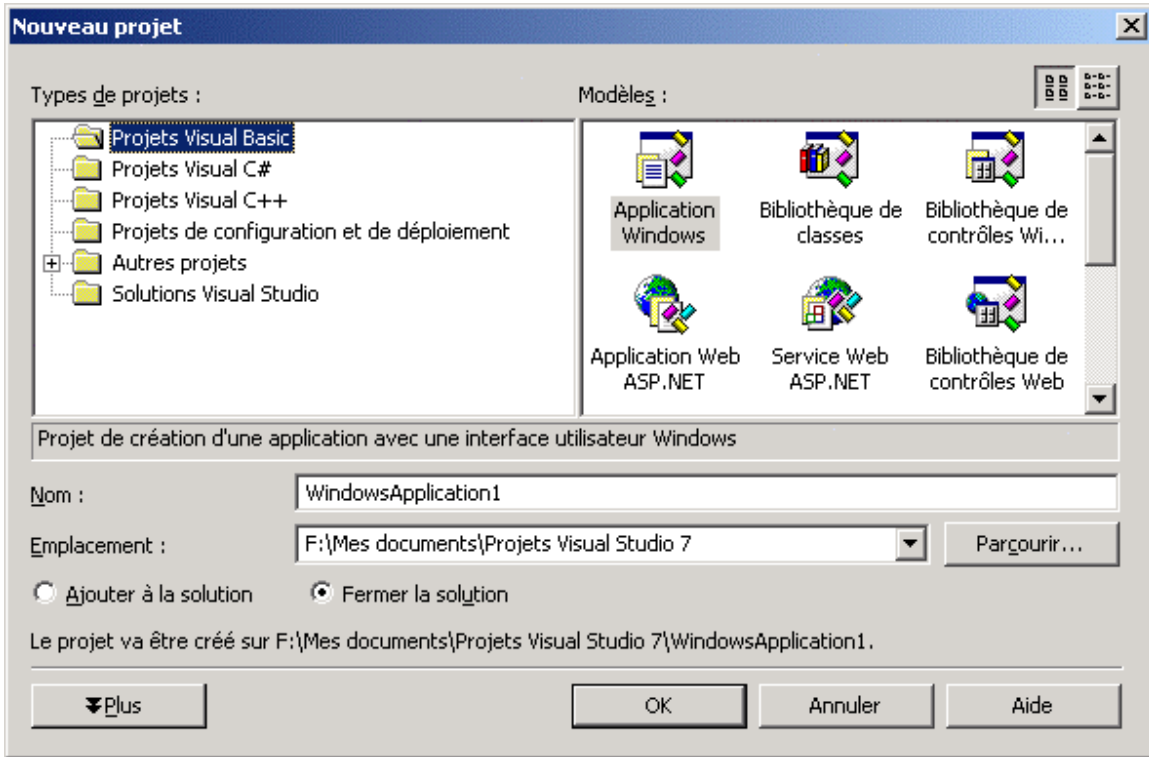 Nouveau projet
Types de projets :
Modèles :
Projets Visual Basic
Projets Visual C#
Projets Visual C++
Projets de configuration et de déploiement
Autres projets
Solutions Visual Studio
Application
Windows
Bibliothèque de
classes
Bibliothèque de
contrôles Wi...
Application Web
ASP.NET
Service Web
ASP.NET
Bibliothèque de
contrôles Web
Projet de création d'une application avec une interface utilisateur Windows
Nom :
WindowsApplication1
Emplacement :
F:\Mes documents\Projets Visual Studio 7
Parcourir...
Ajouter à la solution
Fermer la solution
Le projet va être créé sur F:\Mes documents\Projets Visual Studio 7\WindowsApplication1.
Plus
OK
Annuler
Aide